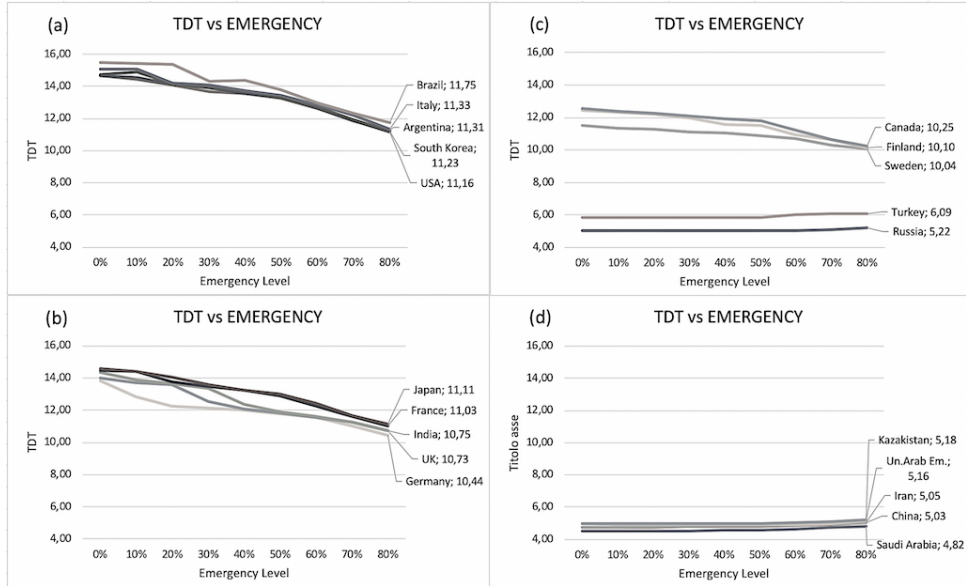 (a) TDT vs EMERGENCY
16,00
14,00
12,00
10,00
8,00
6,00
4,00
TDT
0% 10% 20% 30% 40% 50% 60% 70% 80%
Emergency Level
Brazil; 11,75
Italy; 11,33
Argentina; 11,31
South Korea;
11,23
USA; 11,16
(c) TDT vs EMERGENCY
16,00
14,00
12,00
10,00
8,00
6,00
4,00
TDT
0% 10% 20% 30% 40% 50% 60% 70% 80%
Emergency Level
Canada; 10,25
Finland; 10,10
Sweden; 10,04
Turkey; 6,09
Russia; 5,22
(b) TDT vs EMERGENCY
16,00
14,00
12,00
10,00
8,00
6,00
4,00
TDT
0% 10% 20% 30% 40% 50% 60% 70% 80%
Emergency Level
Japan; 11,11
France; 11,03
India; 10,75
UK; 10,73
Germany; 10,44
(d) TDT vs EMERGENCY
16,00
14,00
12,00
10,00
8,00
6,00
4,00
Titolo asse
0% 10% 20% 30% 40% 50% 60% 70% 80%
Emergency Level
Kazakistan; 5,18
Un.Arab Em.;
5,16
Iran; 5,05
China; 5,03
Saudi Arabia; 4,82